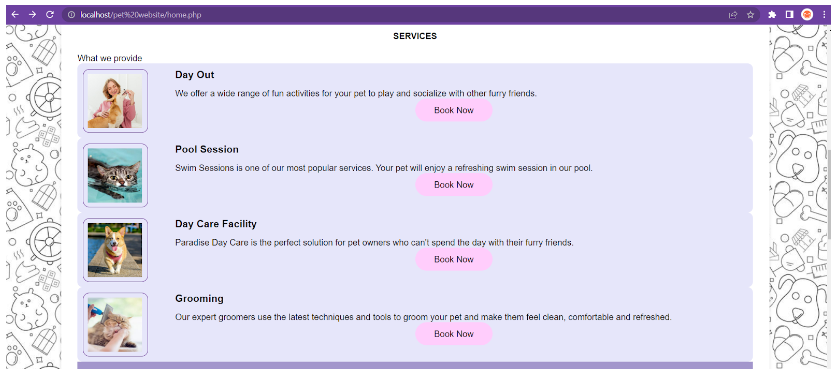 localhost/pet%20website/home.php
SERVICES
What we provide
Day Out
We offer a wide range of fun activities for your pet to play and socialize with other furry friends.
Book Now
Pool Session
Swim Sessions is one of our most popular services. Your pet will enjoy a refreshing swim session in our pool.
Book Now
Day Care Facility
Paradise Day Care is the perfect solution for pet owners who can't spend the day with their furry friends.
Book Now
Grooming
Our expert groomers use the latest techniques and tools to groom your pet and make them feel clean, comfortable and refreshed.
Book Now